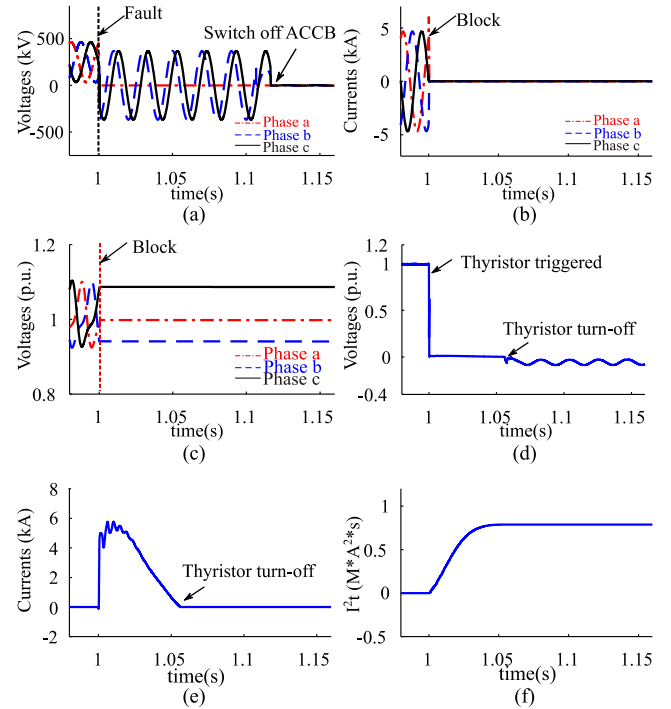 Fault
Switch off ACCB
Voltages (kV)
500
0
-500
Phase a
Phase b
Phase c
1 1.05 1.1 1.15
time(s)
(a)
Block
Currents (kA)
5
0
-5
Phase a
Phase b
Phase c
1 1.05 1.1 1.15
time(s)
(b)
Block
Voltages (p.u.)
1.2
1
0.8
Phase a
Phase b
Phase c
1 1.05 1.1 1.15
time(s)
(c)
Thyristor triggered
Thyristor turn-off
Voltages (p.u.)
1
0.5
0
-0.4
1 1.05 1.1 1.15
time(s)
(d)
Thyristor turn-off
Currents (kA)
8
6
4
2
0
-2
1 1.05 1.1 1.15
time(s)
(e)
I²t (M*A²*s)
1
0
-0.5
1 1.05 1.1 1.15
time(s)
(f)